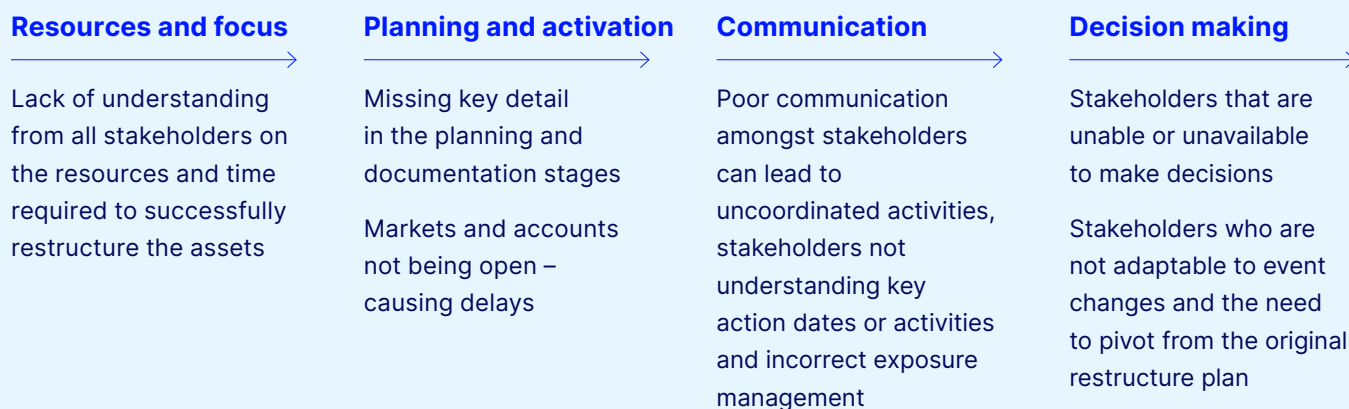 Resources and focus
Lack of understanding
from all stakeholders on
the resources and time
required to successfully
restructure the assets
Planning and activation
Missing key detail
in the planning and
documentation stages
Markets and accounts
not being open –
causing delays
Communication
Poor communication
amongst stakeholders
can lead to
uncoordinated activities,
stakeholders not
understanding key
action dates or activities
and incorrect exposure
management
Decision making
Stakeholders that are
unable or unavailable
to make decisions
Stakeholders who are
not adaptable to event
changes and the need
to pivot from the original
restructure plan